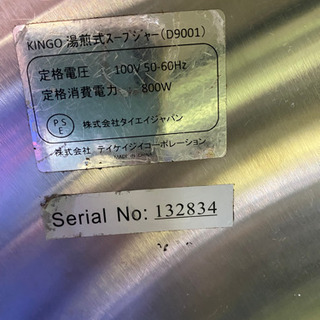 KINGO 湯煎式スープジャー(D9001)
定格電圧 100V 50-60Hz
定格消費電力 800W
PSE 株式会社タイエイジャパン
株式会社 テイケイジイコーポレーション
MADE IN CHINA
Serial No: 132834